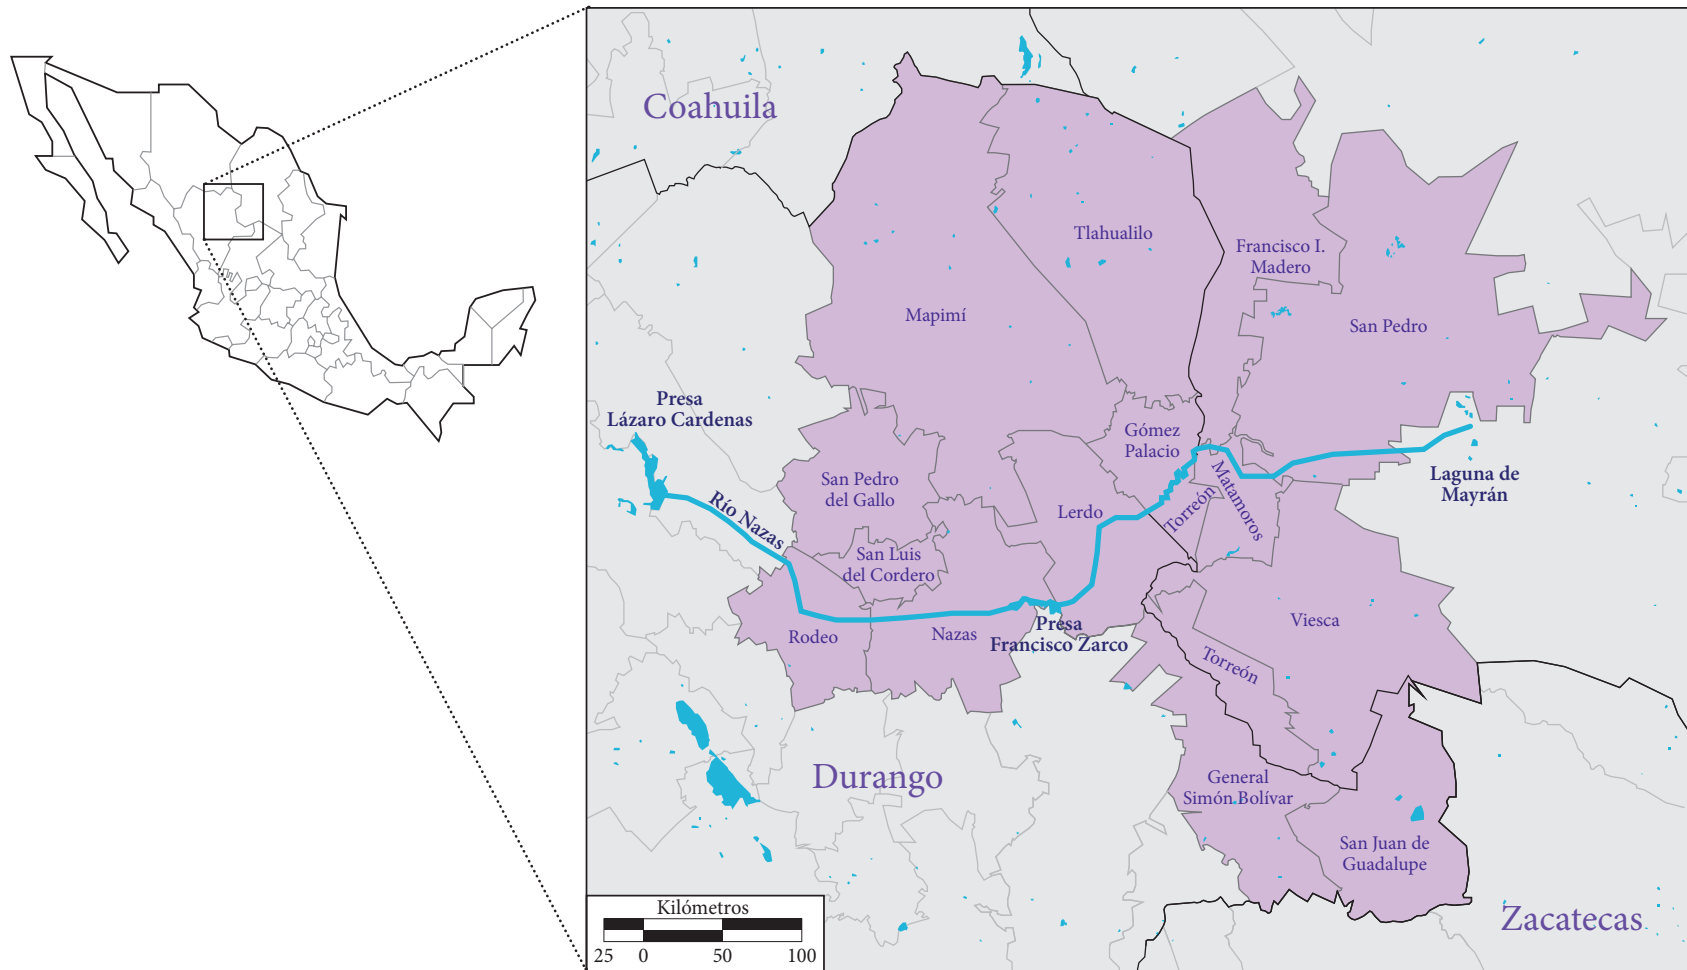 Coahuila
Tlahualilo
Francisco I.
Madero
Mapimí
San Pedro
Presa
Lázaro Cardenas
Gómez
Palacio
Laguna de
Mayrán
San Pedro
del Gallo
Río Nazas
Lerdo
Torreón
Matamoros
San Luis
del Cordero
Rodeo
Nazas
Presa
Francisco Zarco
Viesca
Torreón
Durango
General
Simón Bolívar
San Juan de
Guadalupe
Zacatecas
Kilómetros
25 0 50 100